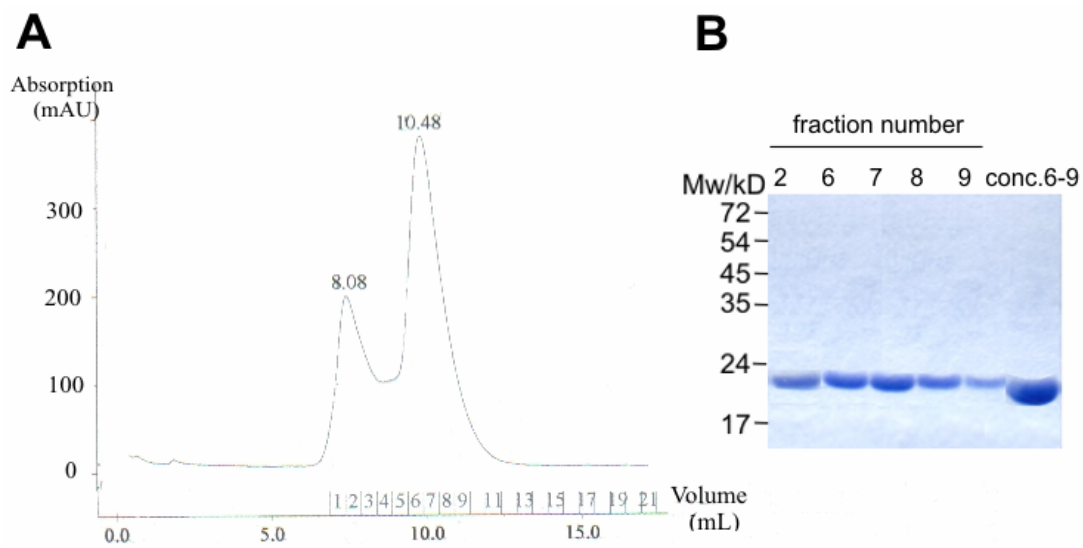 A
Absorption
(mAU)
10.48
8.08
300
200
100
0
1 2 3 4 5 6 7 8 9 11 13 15 17 19 21
Volume
(mL)
0.0 5.0 10.0 15.0
B
fraction number
Mw/kD 2 6 7 8 9 conc.6-9
72
54
45
35
24
17